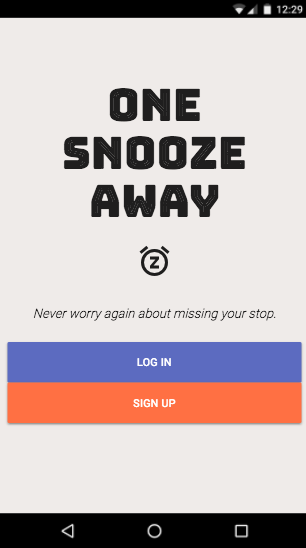 12:29
ONE
SNOOZE
AWAY
Z
Never worry again about missing your stop.
LOG IN
SIGN UP